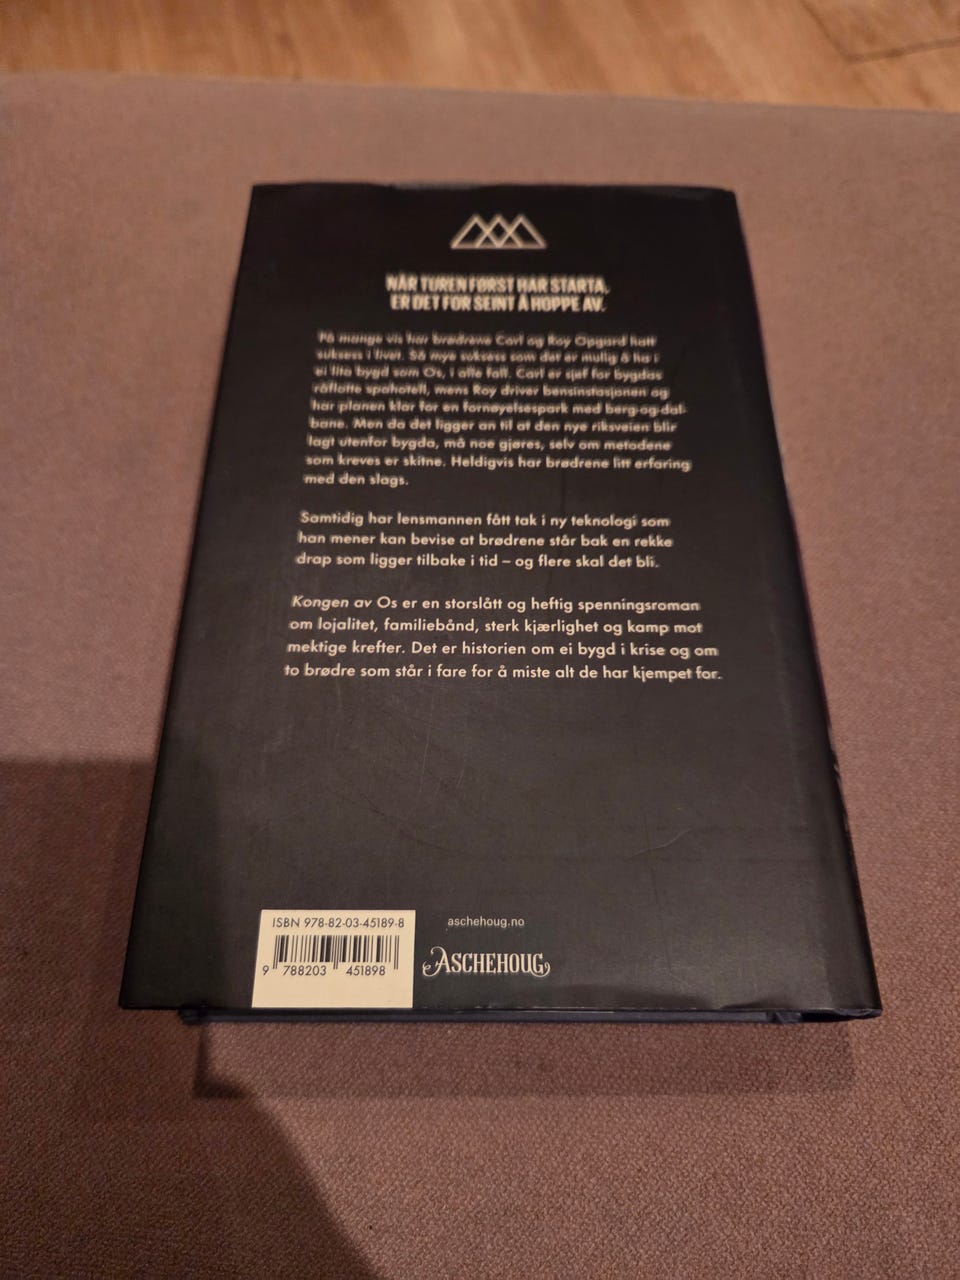 NÅR TUREN FØRST HAR STARTA,
ER DET FOR SEINT Å HOPPE AV.
På mange vis har brødrene Carl og Roy Opgard hatt
suksess i livet. Så mye suksess som det er mulig å ha i
ei lita bygd som Os, i alle fall. Carl er sjef for bygdas
råflotte spahotell, mens Roy driver bensinstasjonen og
har planen klar for en fornøyelsespark med berg-og-dal-
bane. Men da det ligger an til at den nye riksveien blir
lagt utenfor bygda, må noe gjøres, selv om metodene
som kreves er skitne. Heldigvis har brødrene litt erfaring
med den slags.
Samtidig har lensmannen fått tak i ny teknologi som
han mener kan bevise at brødrene står bak en rekke
drap som ligger tilbake i tid – og flere skal det bli.
Kongen av Os er en storslått og heftig spenningsroman
om lojalitet, familiebånd, sterk kjærlighet og kamp mot
mektige krefter. Det er historien om ei bygd i krise og om
to brødre som står i fare for å miste alt de har kjempet for.
ISBN 978-82-03-45189-8
9 788203 451898
aschehoug.no
ASCHEHOUG